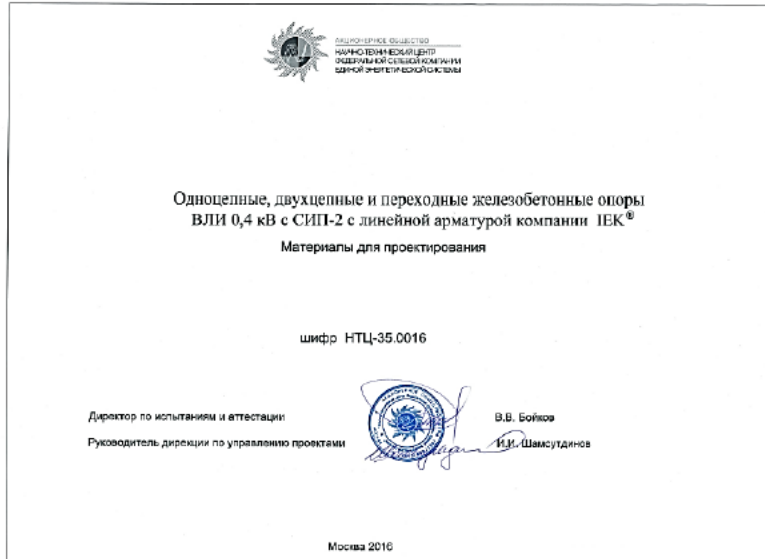 АКЦИОНЕРНОЕ ОБЩЕСТВО
НАУЧНО-ТЕХНИЧЕСКИЙ ЦЕНТР
ФЕДЕРАЛЬНОЙ СЕТЕВОЙ КОМПАНИИ
ЕДИНОЙ ЭНЕРГЕТИЧЕСКОЙ СИСТЕМЫ
Одноцепные, двухцепные и переходные железобетонные опоры
ВЛИ 0,4 кВ с СИП-2 с линейной арматурой компании IEK®
Материалы для проектирования
шифр НТЦ-35.0016
Директор по испытаниям и аттестации В.В. Бойков
Руководитель дирекции по управлению проектами И.И. Шамсутдинов
Москва 2016